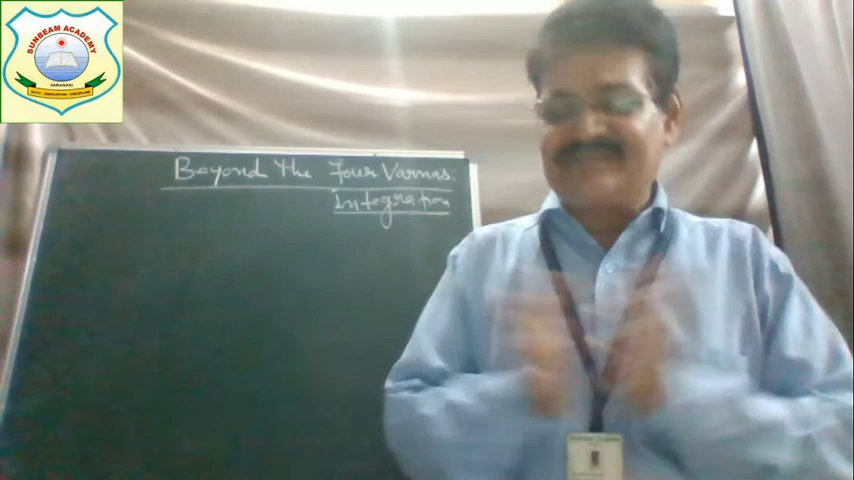 SUNBEAM ACADEMY
VARANASI
Beyond the Four Varnas.
Integration